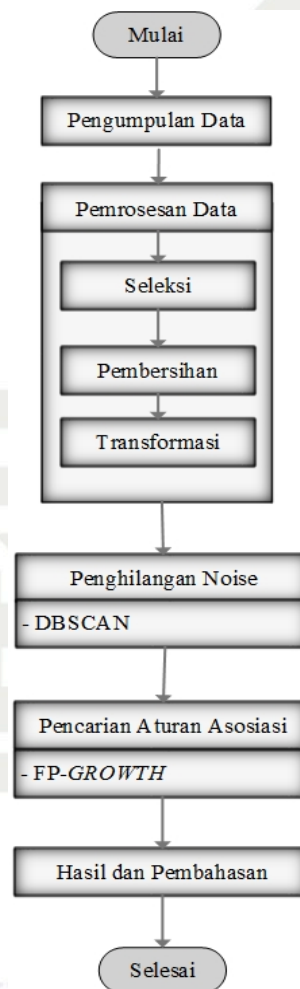 Mulai
Pengumpulan Data
Pemrosesan Data
Seleksi
Pembersihan
Transformasi
Penghilangan Noise
- DBSCAN
Pencarian Aturan Asosiasi
- FP-GROWTH
Hasil dan Pembahasan
Selesai